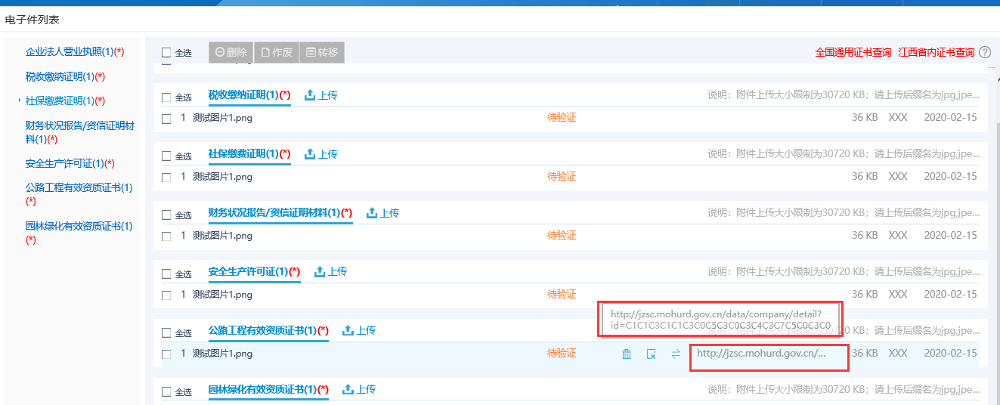 电子件列表
企业法人营业执照(1)(*)
税收缴纳证明(1)(*)
社保缴费证明(1)(*)
财务状况报告/资信证明材
料(1)(*)
安全生产许可证(1)(*)
公路工程有效资质证书(1)
(*)
园林绿化有效资质证书(1)
(*)
全选 删除 作废 转移 全国通用证书查询 江西省内证书查询 ?
全选 税收缴纳证明(1)(*) 上传 说明：附件上传大小限制为30720 KB；请上传后缀名为jpg,jpe...
1 测试图片1.png 待验证 36 KB XXX 2020-02-15
全选 社保缴费证明(1)(*) 上传 说明：附件上传大小限制为30720 KB；请上传后缀名为jpg,jpe...
1 测试图片1.png 待验证 36 KB XXX 2020-02-15
全选 财务状况报告/资信证明材料(1)(*) 上传 说明：附件上传大小限制为30720 KB；请上传后缀名为jpg,jpe...
1 测试图片1.png 待验证 36 KB XXX 2020-02-15
全选 安全生产许可证(1)(*) 上传 说明：附件上传大小限制为30720 KB；请上传后缀名为jpg,jpe...
1 测试图片1.png 待验证 36 KB XXX 2020-02-15
http://jzsc.mohurd.gov.cn/data/company/detail?
id=C1C1C3C1C1C3C0C5C3C0C3C4C3C7C5C0C3C0
全选 公路工程有效资质证书(1)(*) 上传 说明：附件上传大小限制为30720 KB；请上传后缀名为jpg,jpe...
1 测试图片1.png 待验证 http://jzsc.mohurd.gov.cn/... 36 KB XXX 2020-02-15
全选 园林绿化有效资质证书(1)(*) 上传 说明：附件上传大小限制为30720 KB；请上传后缀名为jpg,jpe...